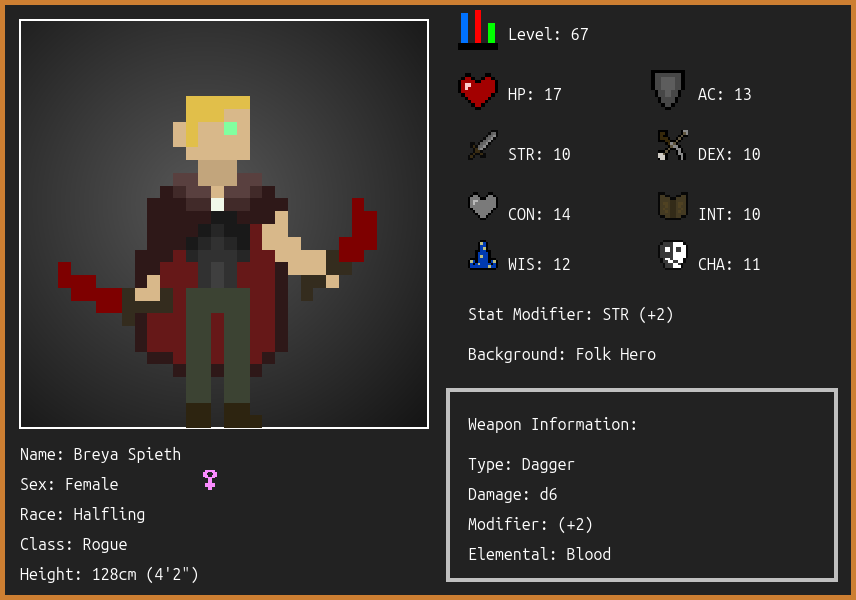 Level: 67
HP: 17
AC: 13
STR: 10
DEX: 10
CON: 14
INT: 10
WIS: 12
CHA: 11
Stat Modifier: STR (+2)
Background: Folk Hero
Weapon Information:
Type: Dagger
Damage: d6
Modifier: (+2)
Elemental: Blood
Name: Breya Spieth
Sex: Female
Race: Halfling
Class: Rogue
Height: 128cm (4'2")